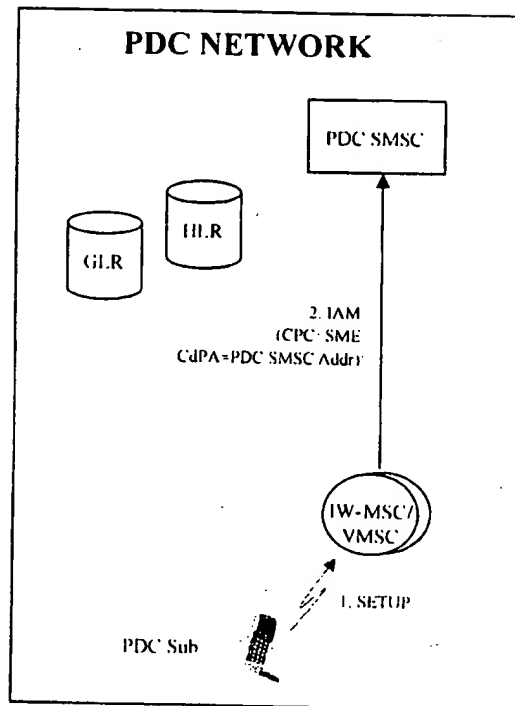 PDC NETWORK
PDC SMSC
HLR
GLR
2. IAM
(CPC: SME
CdPA=PDC SMSC Addr)
IW-MSC/
VMSC
1. SETUP
PDC Sub